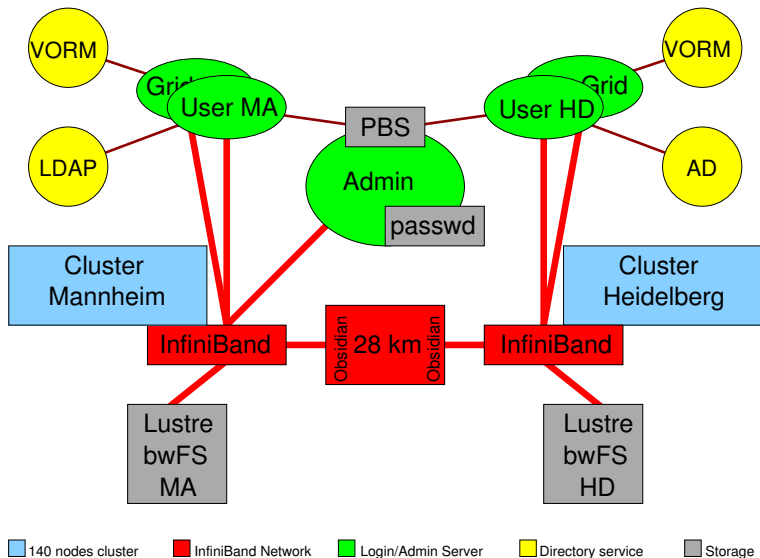 VORM
VORM
Grid
Grid
User MA
User HD
PBS
LDAP
Admin
AD
passwd
Cluster
Mannheim
Cluster
Heidelberg
InfiniBand
Obsidian
28 km
Obsidian
InfiniBand
Lustre
bwFS
MA
Lustre
bwFS
HD
140 nodes cluster
InfiniBand Network
Login/Admin Server
Directory service
Storage